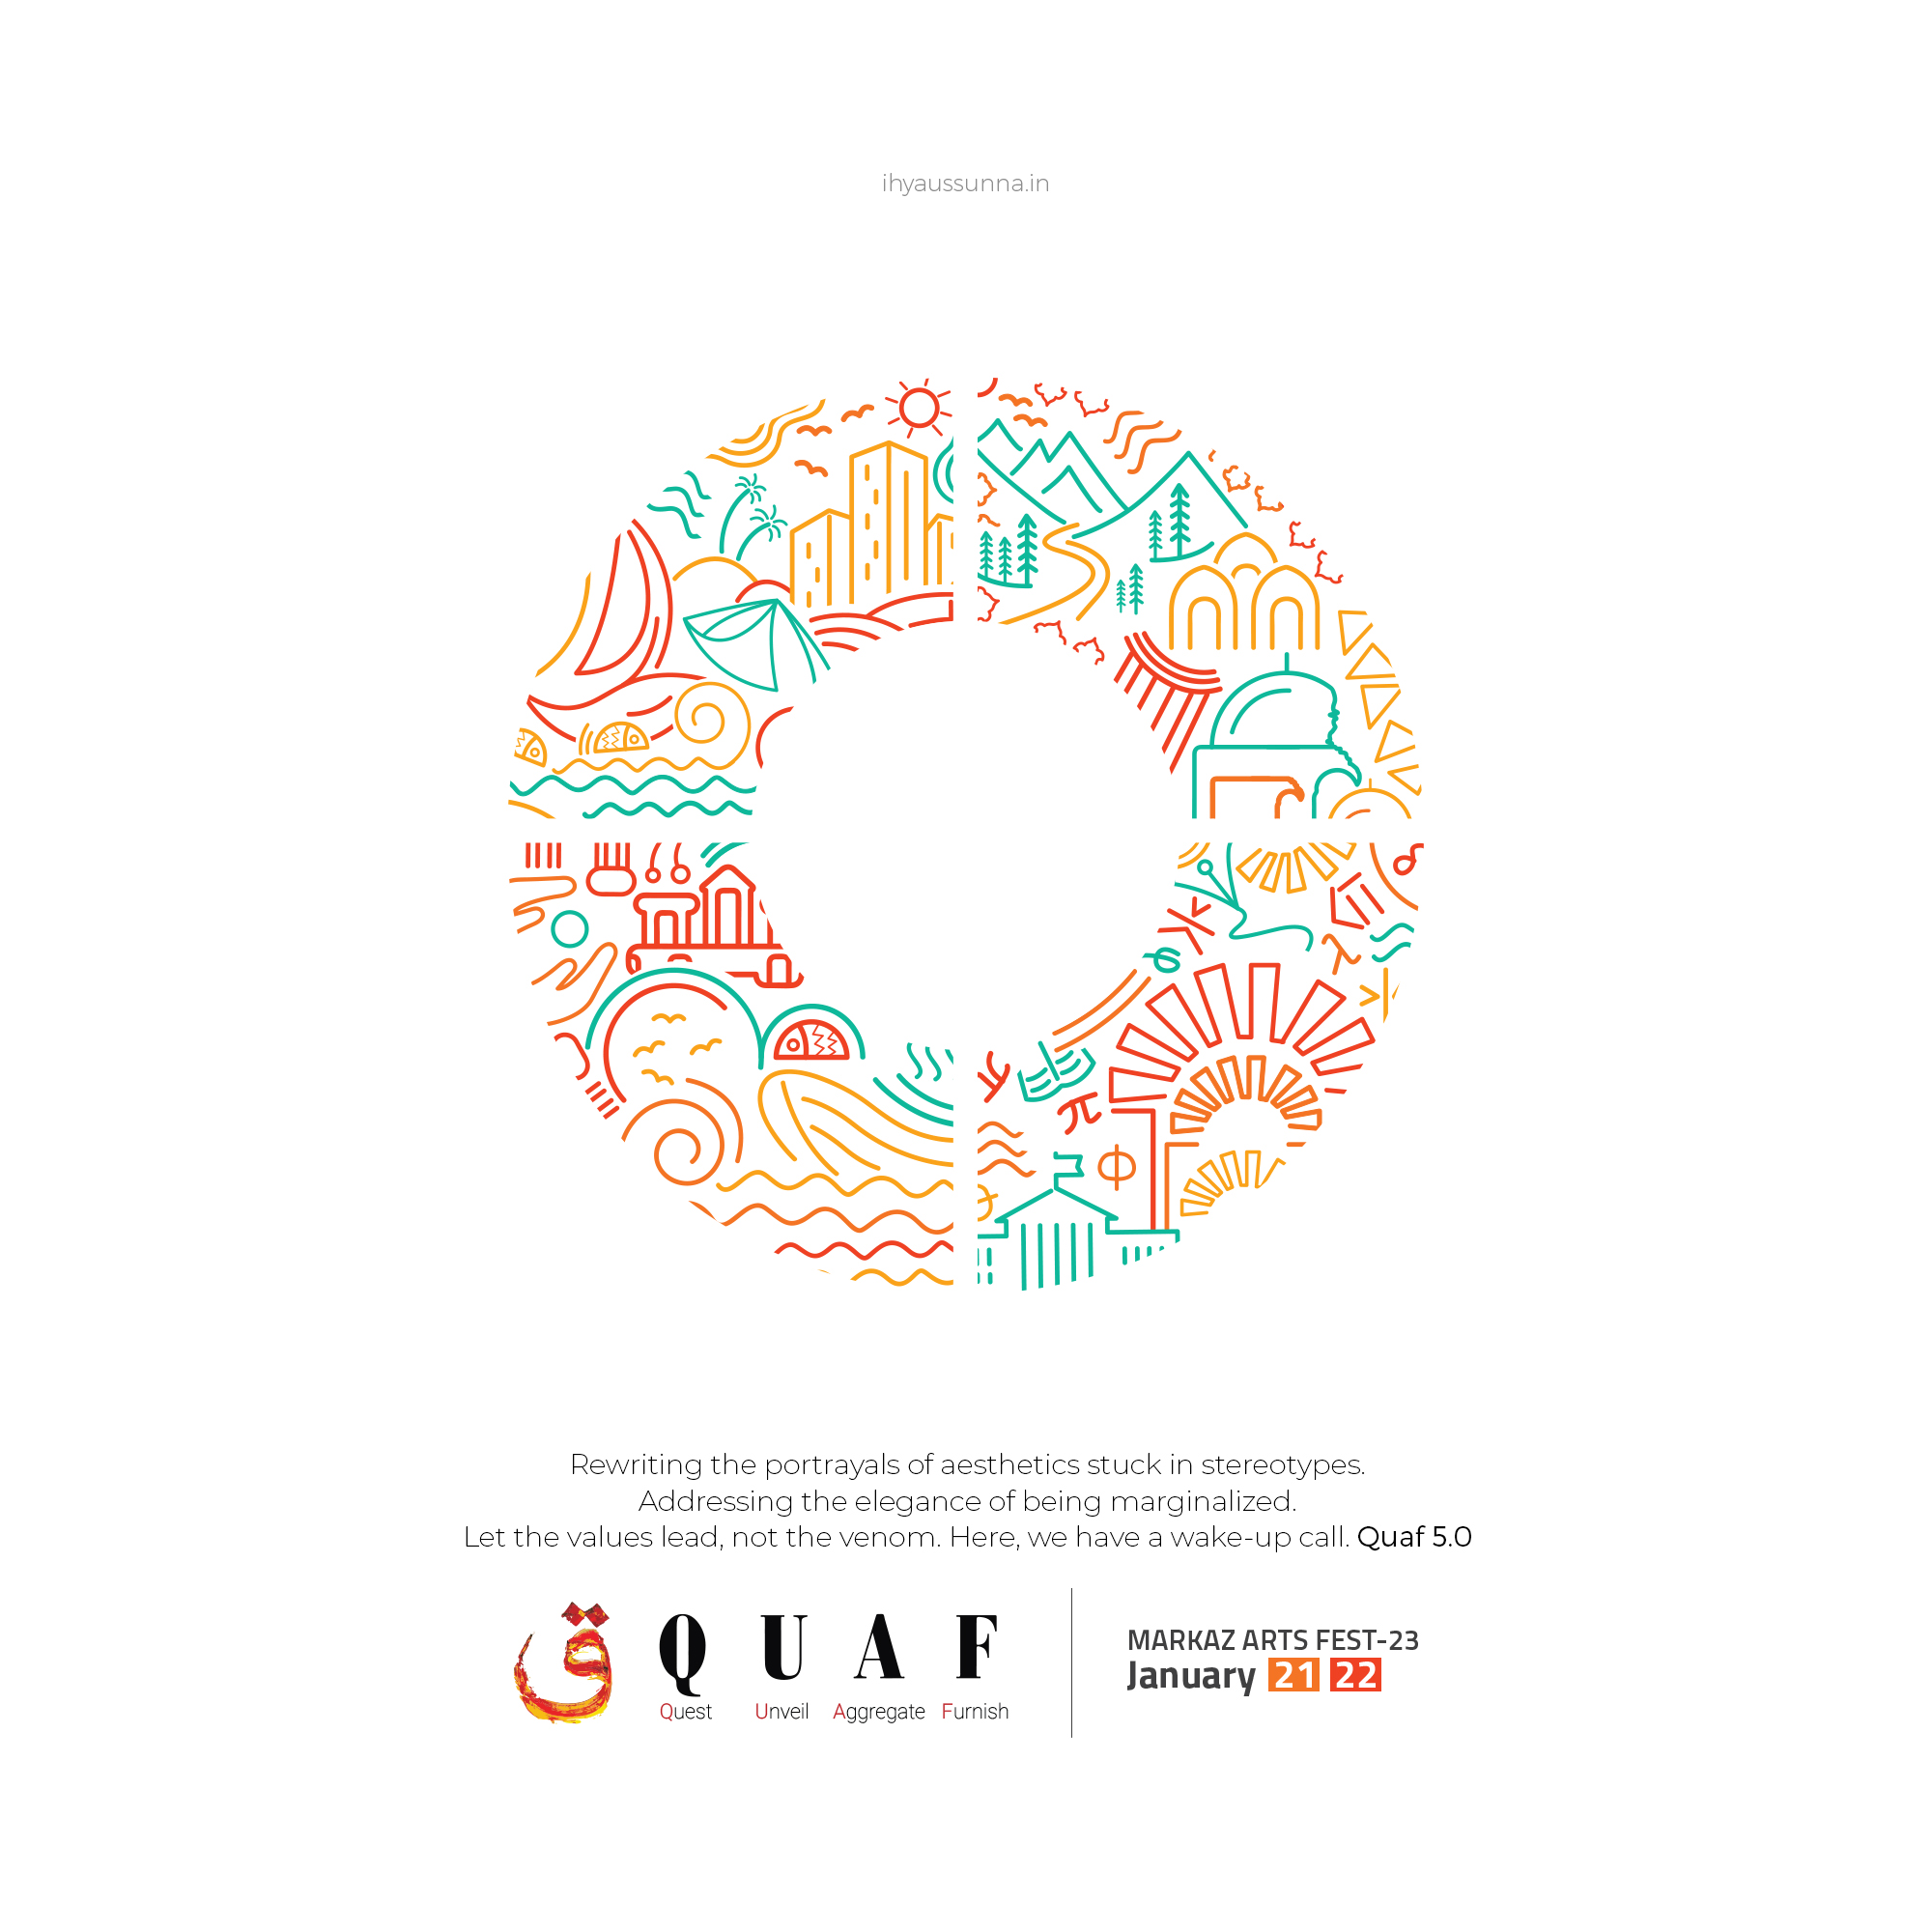 ihyaussunna.in
Rewriting the portrayals of aesthetics stuck in stereotypes.
Addressing the elegance of being marginalized.
Let the values lead, not the venom. Here, we have a wake-up call. Quaf 5.0
ق
QUAF
Quest Unveil Aggregate Furnish
MARKAZ ARTS FEST-23
January 21 22